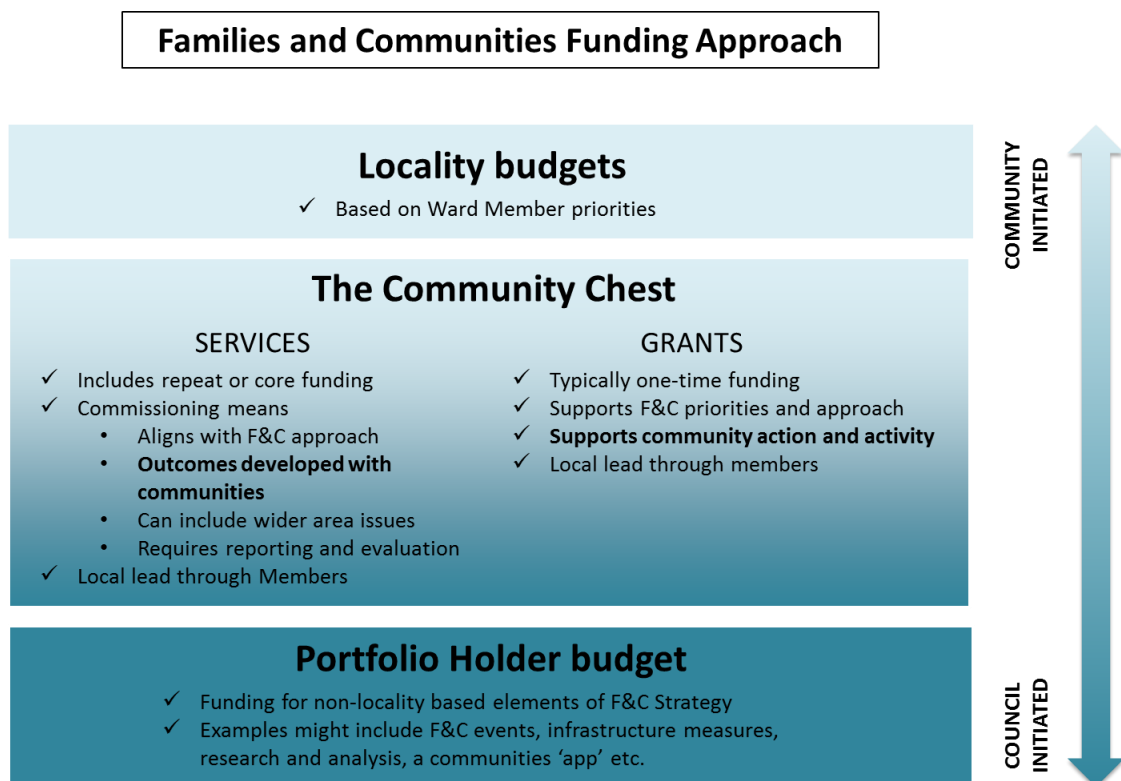 Families and Communities Funding Approach
Locality budgets
✓ Based on Ward Member priorities
The Community Chest
SERVICES
✓ Includes repeat or core funding
✓ Commissioning means
• Aligns with F&C approach
• Outcomes developed with
communities
• Can include wider area issues
• Requires reporting and evaluation
✓ Local lead through Members
GRANTS
✓ Typically one-time funding
✓ Supports F&C priorities and approach
✓ Supports community action and activity
✓ Local lead through members
Portfolio Holder budget
✓ Funding for non-locality based elements of F&C Strategy
✓ Examples might include F&C events, infrastructure measures,
research and analysis, a communities ‘app’ etc.
COMMUNITY
INITIATED
COUNCIL
INITIATED